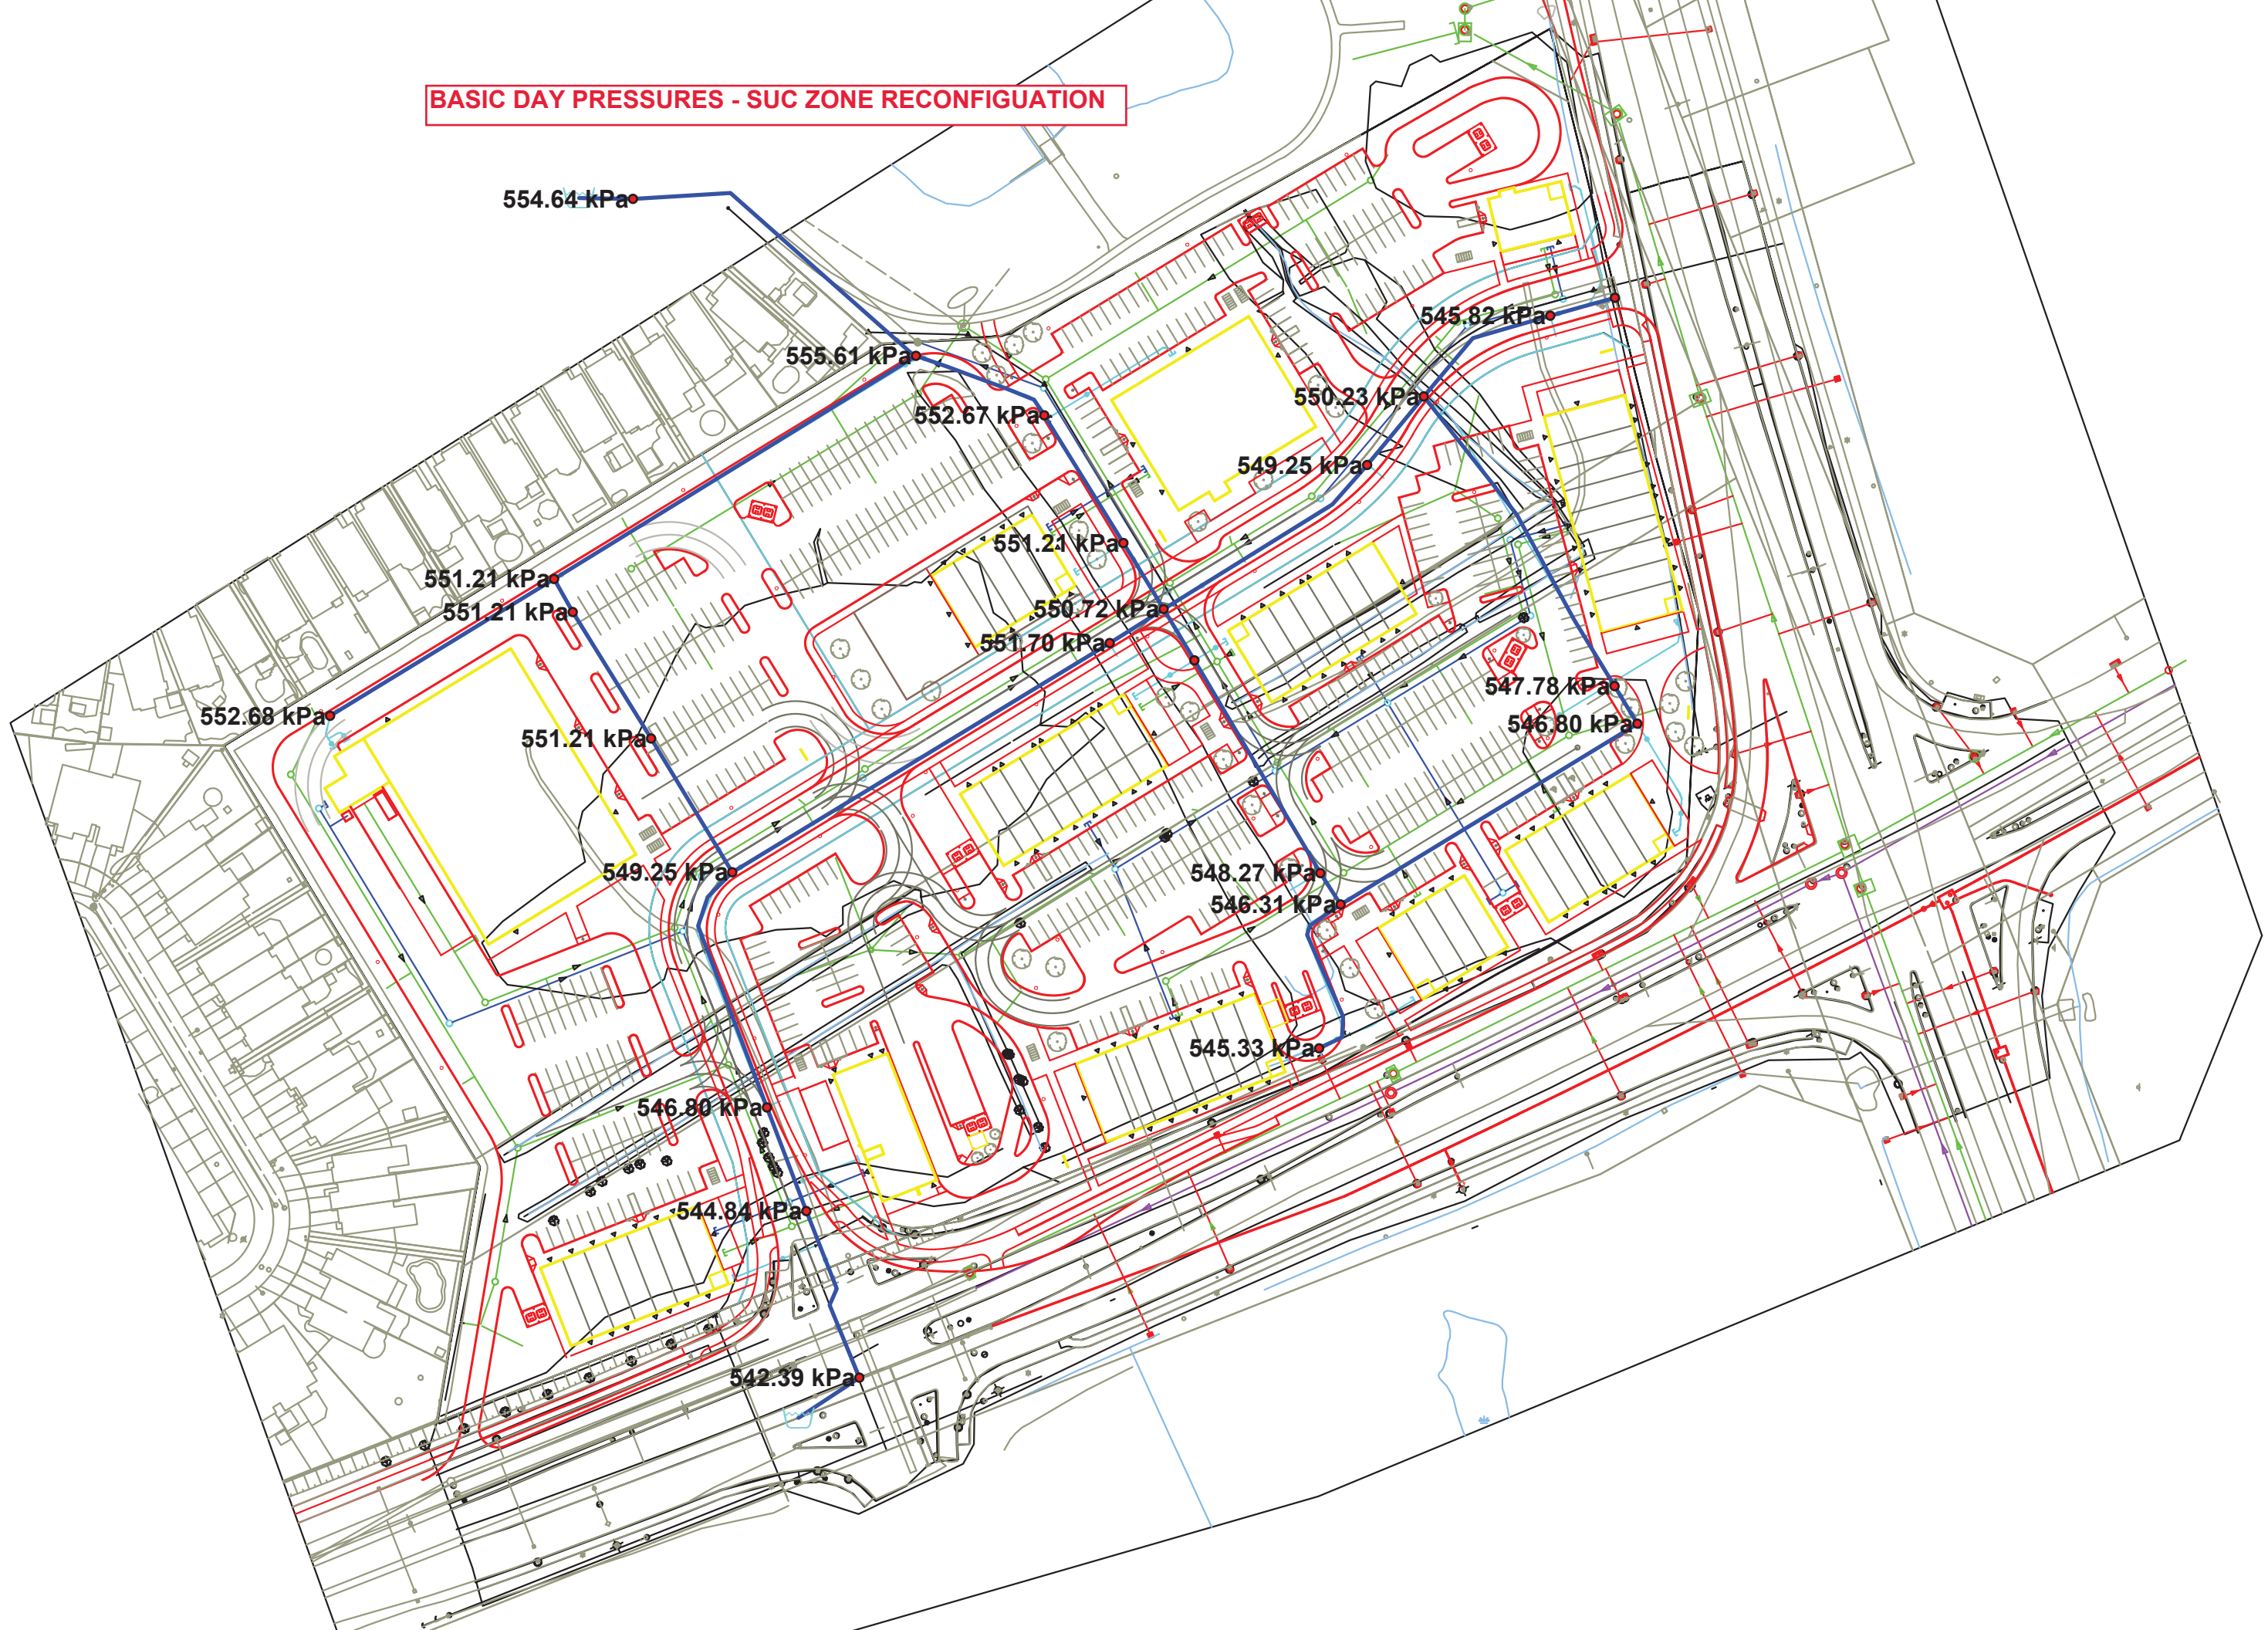 BASIC DAY PRESSURES - SUC ZONE RECONFIGUATION
554.64 kPa
545.82 kPa
555.61 kPa
550.23 kPa
552.67 kPa
549.25 kPa
551.21 kPa
551.21 kPa
551.21 kPa
550.72 kPa
551.70 kPa
547.78 kPa
552.68 kPa
546.80 kPa
551.21 kPa
549.25 kPa
548.27 kPa
546.31 kPa
545.33 kPa
546.80 kPa
544.84 kPa
542.39 kPa